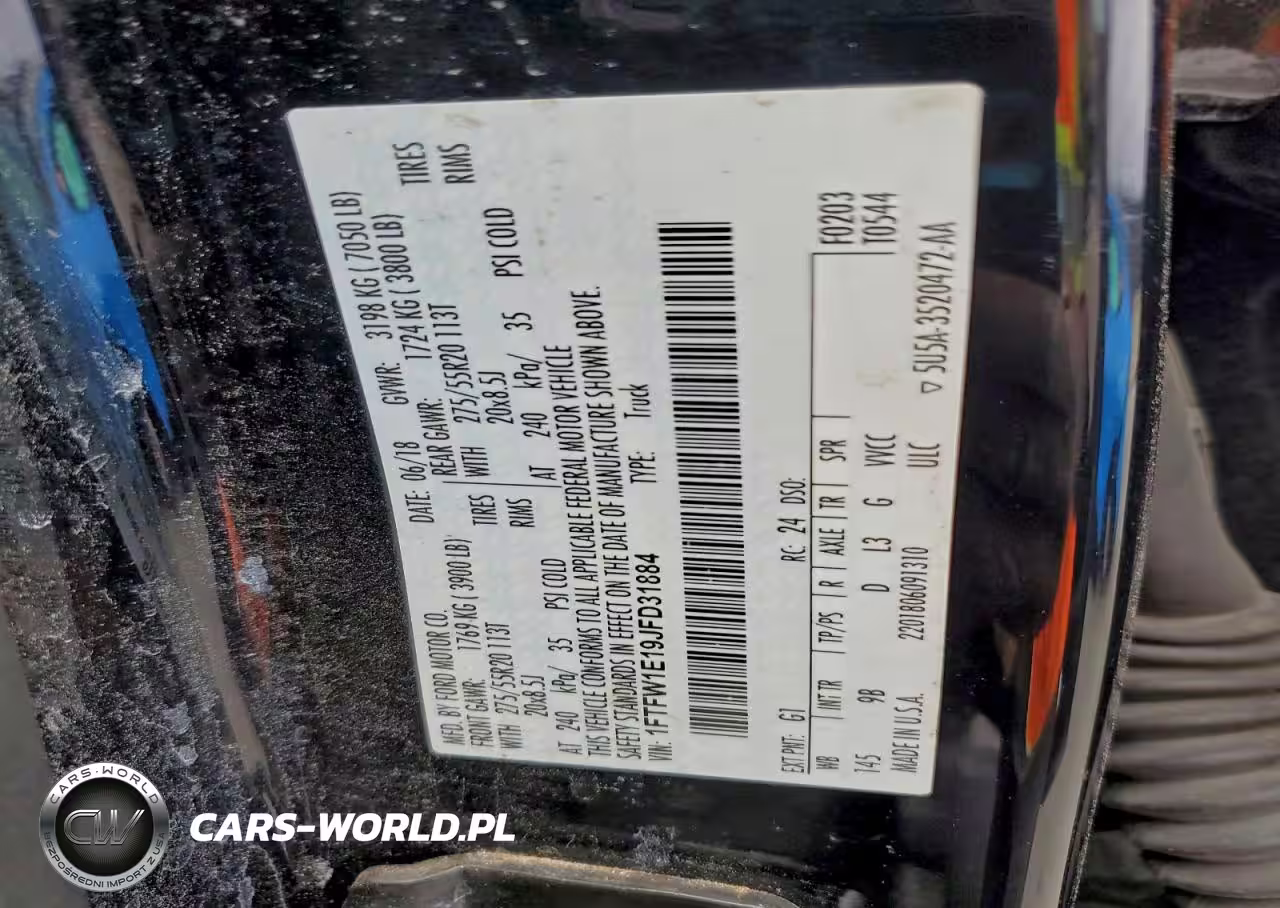 MFD. BY FORD MOTOR CO.
DATE: 06/18 GVWR: 3198 KG ( 7050 LB)
FRONT GAWR: 1769 KG ( 3900 LB) REAR GAWR: 1724 KG ( 3800 LB)
WITH 275/55R20 113T TIRES WITH 275/55R20 113T TIRES
20x8.5J RIMS 20x8.5J RIMS
AT 240 kPa/ 35 PSI COLD AT 240 kPa/ 35 PSI COLD
THIS VEHICLE CONFORMS TO ALL APPLICABLE FEDERAL MOTOR VEHICLE
SAFETY STANDARDS IN EFFECT ON THE DATE OF MANUFACTURE SHOWN ABOVE.
VIN: 1FTFW1E19JFD31884 TYPE: Truck
EXT PNT: G1 RC: 24 DSO: F0203
WB INT TR TP/PS R AXLE TR SPR T0544
145 9B D L3 G WCC
MADE IN U.S.A. 2201806091310 ULC ▽ 5U5A-3520472-AA
CARS-WORLD
CW
BEZPOŚREDNI IMPORT Z USA
CARS-WORLD.PL